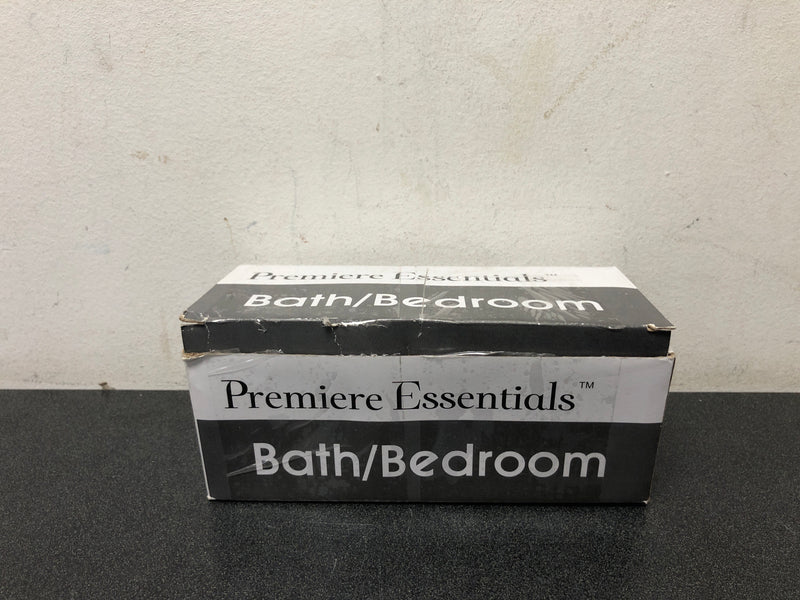 Premiere Essentials™
Bath/Bedroom
Premiere Essentials™
Bath/Bedroom